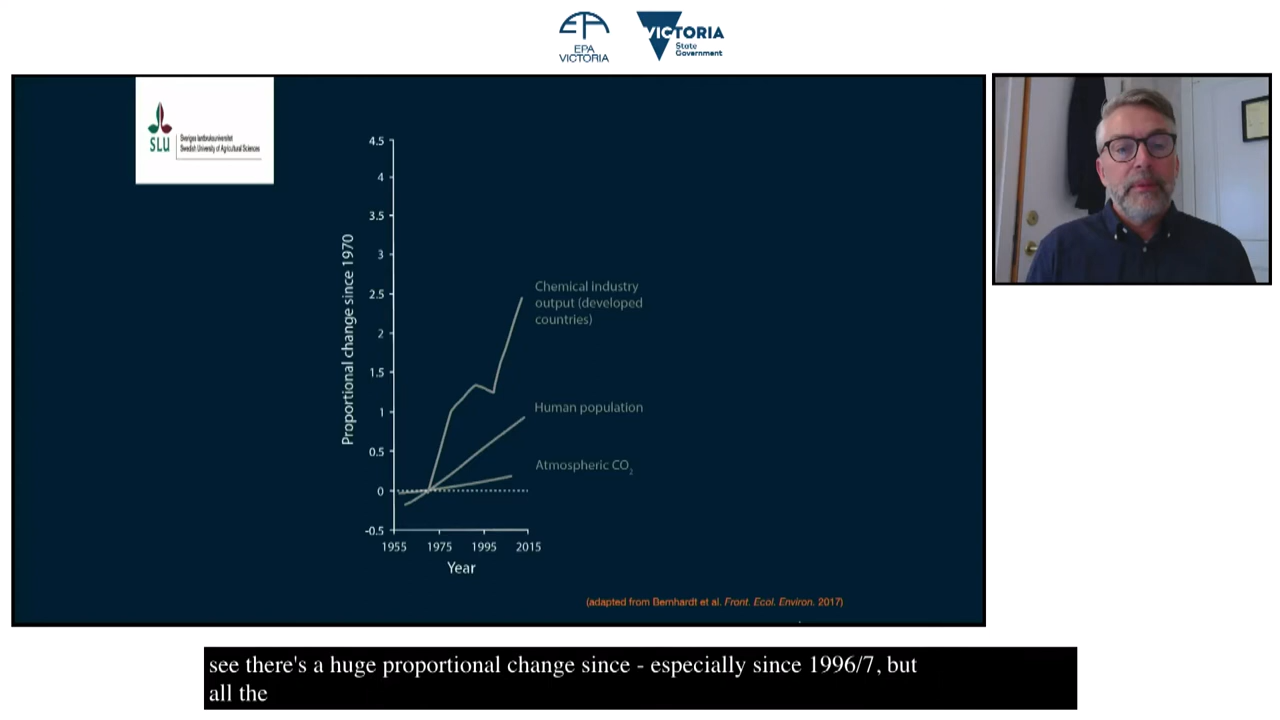 EPA
VICTORIA
VICTORIA
State
Government
SLU
Sveriges lantbruksuniversitet
Swedish University of Agricultural Sciences
4.5
4
3.5
3
2.5
2
1.5
1
0.5
0
-0.5
Proportional change since 1970
Chemical industry
output (developed
countries)
Human population
Atmospheric CO₂
1955 1975 1995 2015
Year
(adapted from Bernhardt et al. Front. Ecol. Environ. 2017)
see there's a huge proportional change since - especially since 1996/7, but
all the